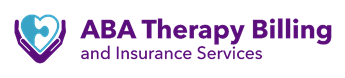 ABA Therapy Billing
and Insurance Services